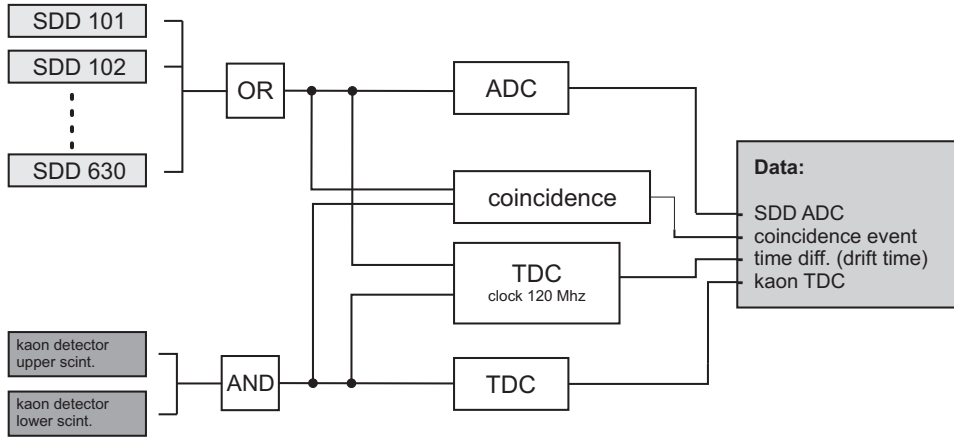 SDD 101
SDD 102
SDD 630
OR
ADC
coincidence
TDC
clock 120 Mhz
kaon detector
upper scint.
kaon detector
lower scint.
AND
TDC
Data:
SDD ADC
coincidence event
time diff. (drift time)
kaon TDC